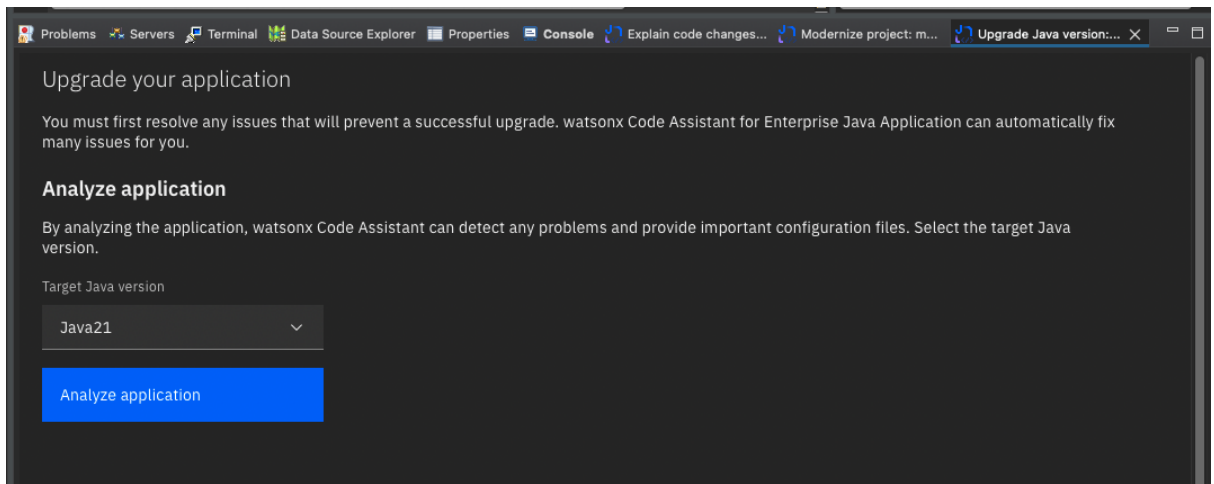 Problems Servers Terminal Data Source Explorer Properties Console Explain code changes... Modernize project: m... Upgrade Java version:...
Upgrade your application
You must first resolve any issues that will prevent a successful upgrade. watsonx Code Assistant for Enterprise Java Application can automatically fix
many issues for you.
Analyze application
By analyzing the application, watsonx Code Assistant can detect any problems and provide important configuration files. Select the target Java
version.
Target Java version
Java21
Analyze application